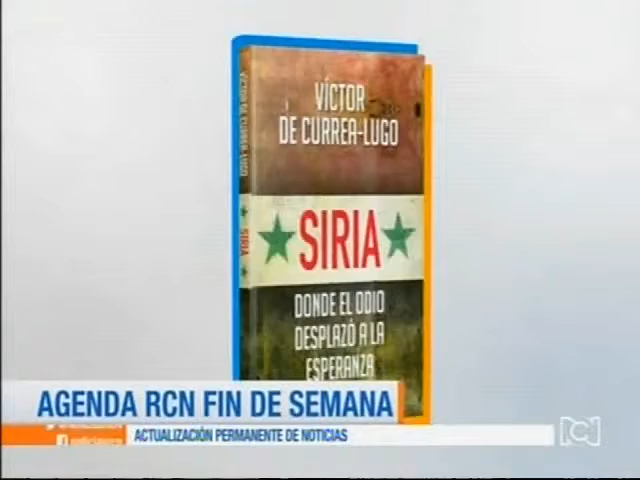 VÍCTOR
DE CURREA-LUGO
VÍCTOR DE CURREA-LUGO
SIRIA
SIRIA
DONDE EL ODIO
DESPLAZÓ A LA
ESPERANZA
AGENDA RCN FIN DE SEMANA
ACTUALIZACIÓN PERMANENTE DE NOTICIAS